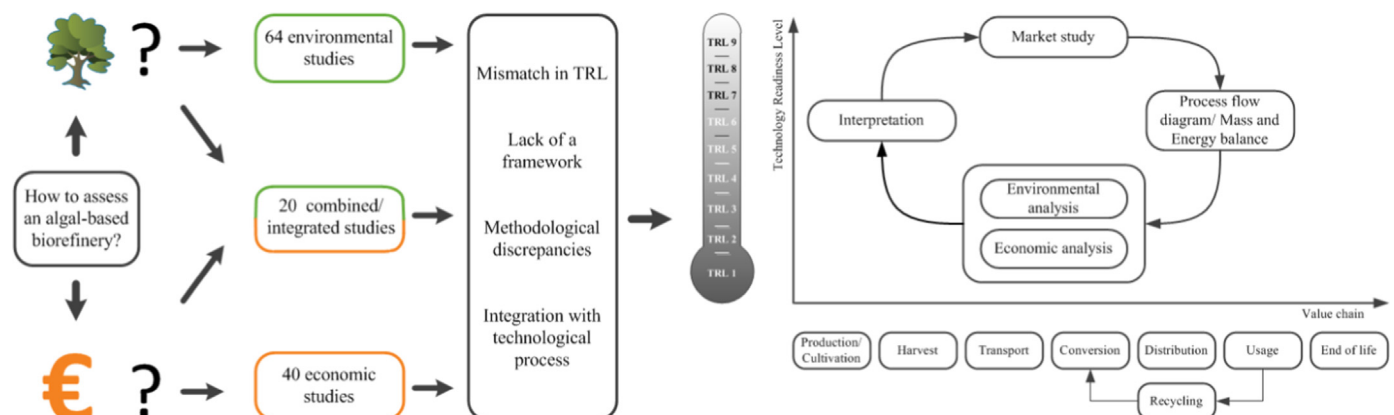 ?
64 environmental
studies
How to assess
an algal-based
biorefinery?
20 combined/
integrated studies
€
?
40 economic
studies
Mismatch in TRL
Lack of a
framework
Methodological
discrepancies
Integration with
technological
process
TRL 9
TRL 8
TRL 7
TRL 6
TRL 5
TRL 4
TRL 3
TRL 2
TRL 1
Technology Readiness Level
Market study
Interpretation
Process flow
diagram/ Mass and
Energy balance
Environmental
analysis
Economic analysis
Value chain
Production/
Cultivation
Harvest
Transport
Conversion
Distribution
Usage
End of life
Recycling